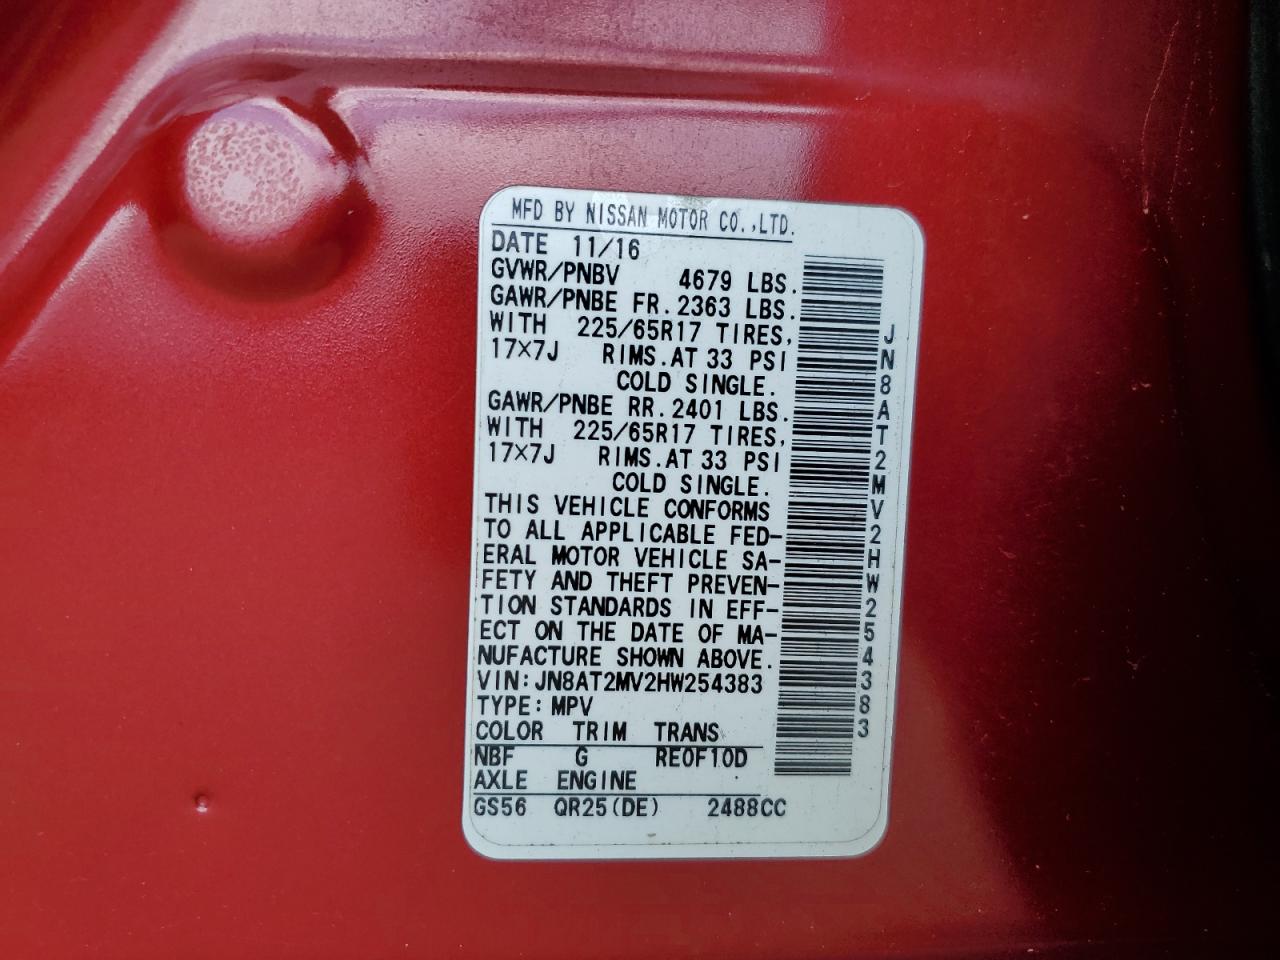 MFD BY NISSAN MOTOR CO.,LTD.
DATE 11/16
GVWR/PNBV 4679 LBS.
GAWR/PNBE FR.2363 LBS.
WITH 225/65R17 TIRES,
17×7J RIMS.AT 33 PSI
COLD SINGLE.
GAWR/PNBE RR.2401 LBS.
WITH 225/65R17 TIRES,
17×7J RIMS.AT 33 PSI
COLD SINGLE.
THIS VEHICLE CONFORMS
TO ALL APPLICABLE FED-
ERAL MOTOR VEHICLE SA-
FETY AND THEFT PREVEN-
TION STANDARDS IN EFF-
ECT ON THE DATE OF MA-
NUFACTURE SHOWN ABOVE.
VIN:JN8AT2MV2HW254383
TYPE:MPV
COLOR TRIM TRANS
NBF G RE0F10D
AXLE ENGINE
GS56 QR25(DE) 2488CC
JN8AT2MV2HW254383